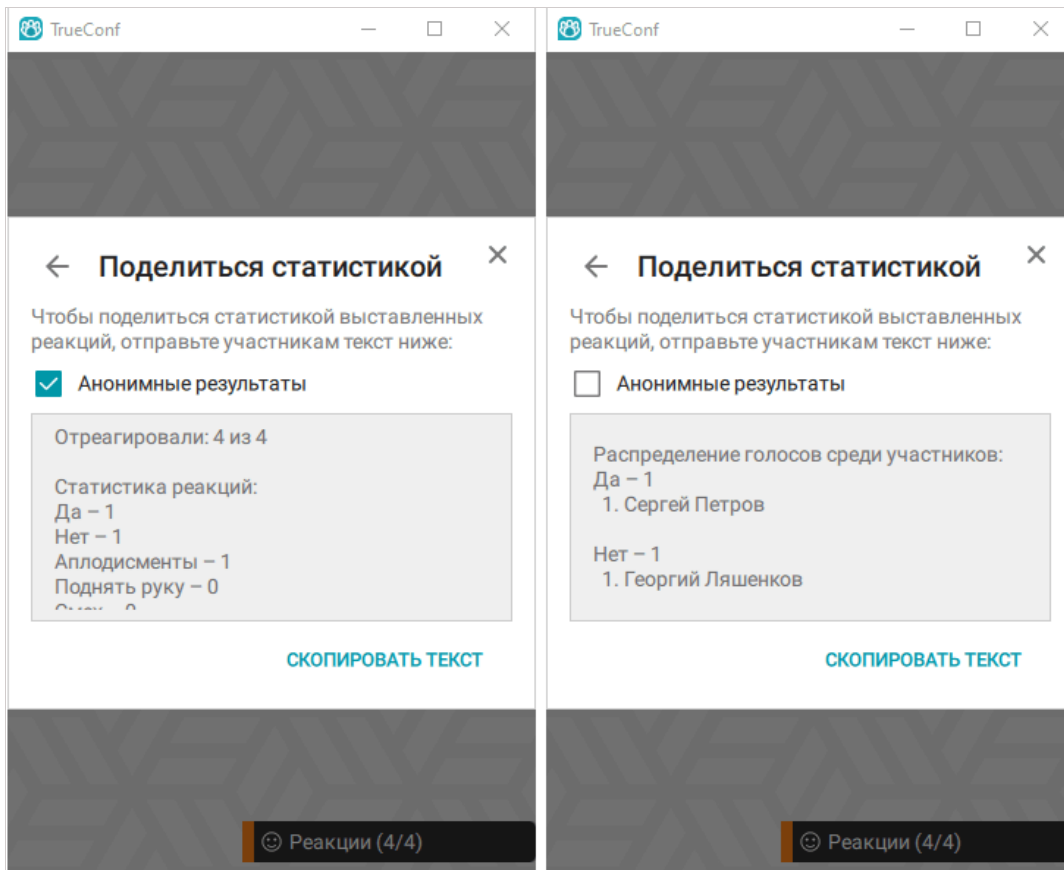 TrueConf
Поделиться статистикой
Чтобы поделиться статистикой выставленных
реакций, отправьте участникам текст ниже:
Анонимные результаты
Отреагировали: 4 из 4
Статистика реакций:
Да – 1
Нет – 1
Аплодисменты – 1
Поднять руку – 0
Смех – 0
СКОПИРОВАТЬ ТЕКСТ
Реакции (4/4)
TrueConf
Поделиться статистикой
Чтобы поделиться статистикой выставленных
реакций, отправьте участникам текст ниже:
Анонимные результаты
Распределение голосов среди участников:
Да – 1
1. Сергей Петров
Нет – 1
1. Георгий Ляшенков
СКОПИРОВАТЬ ТЕКСТ
Реакции (4/4)